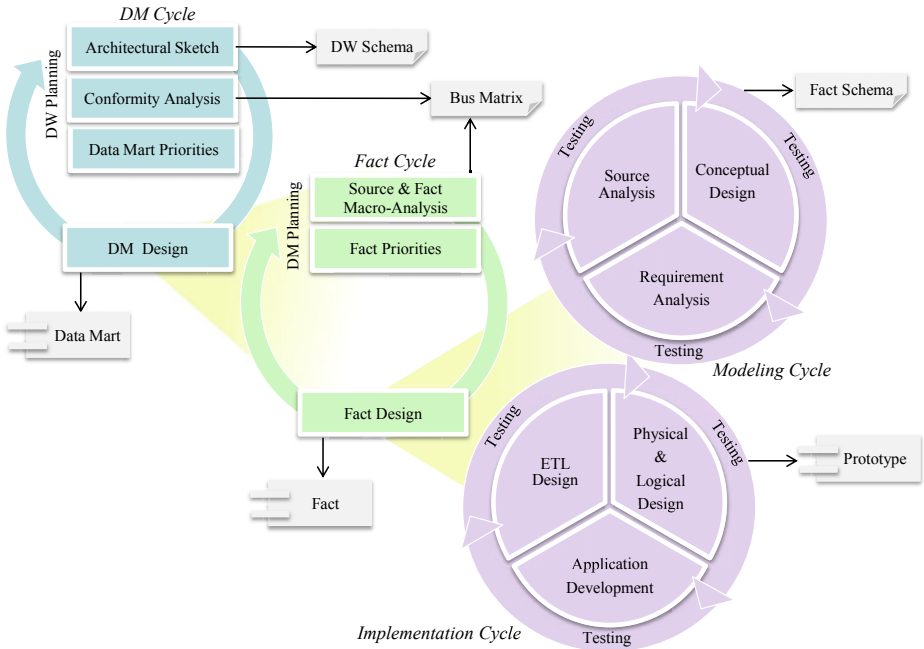 DM Cycle
Architectural Sketch
DW Schema
DW Planning
Conformity Analysis
Bus Matrix
Data Mart Priorities
DM Design
Data Mart
Fact Cycle
DM Planning
Source & Fact
Macro-Analysis
Fact Priorities
Fact Design
Fact
Testing
Testing
Fact Schema
Source
Analysis
Conceptual
Design
Requirement
Analysis
Testing
Modeling Cycle
Testing
Testing
ETL
Design
Physical
&
Logical
Design
Prototype
Application
Development
Implementation Cycle
Testing